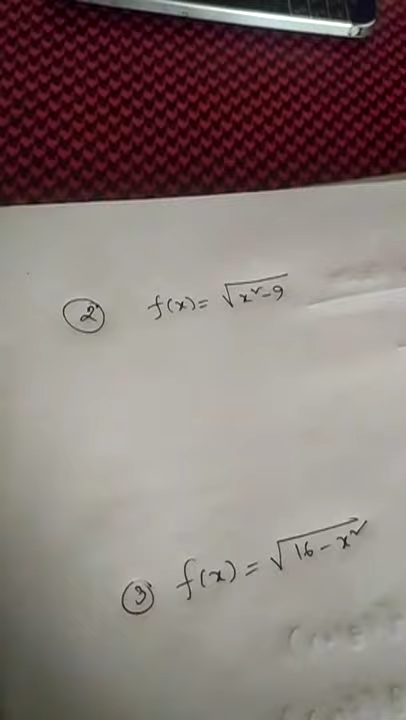 ② f(x) = √x²-9
③ f(x) = √16 - x²